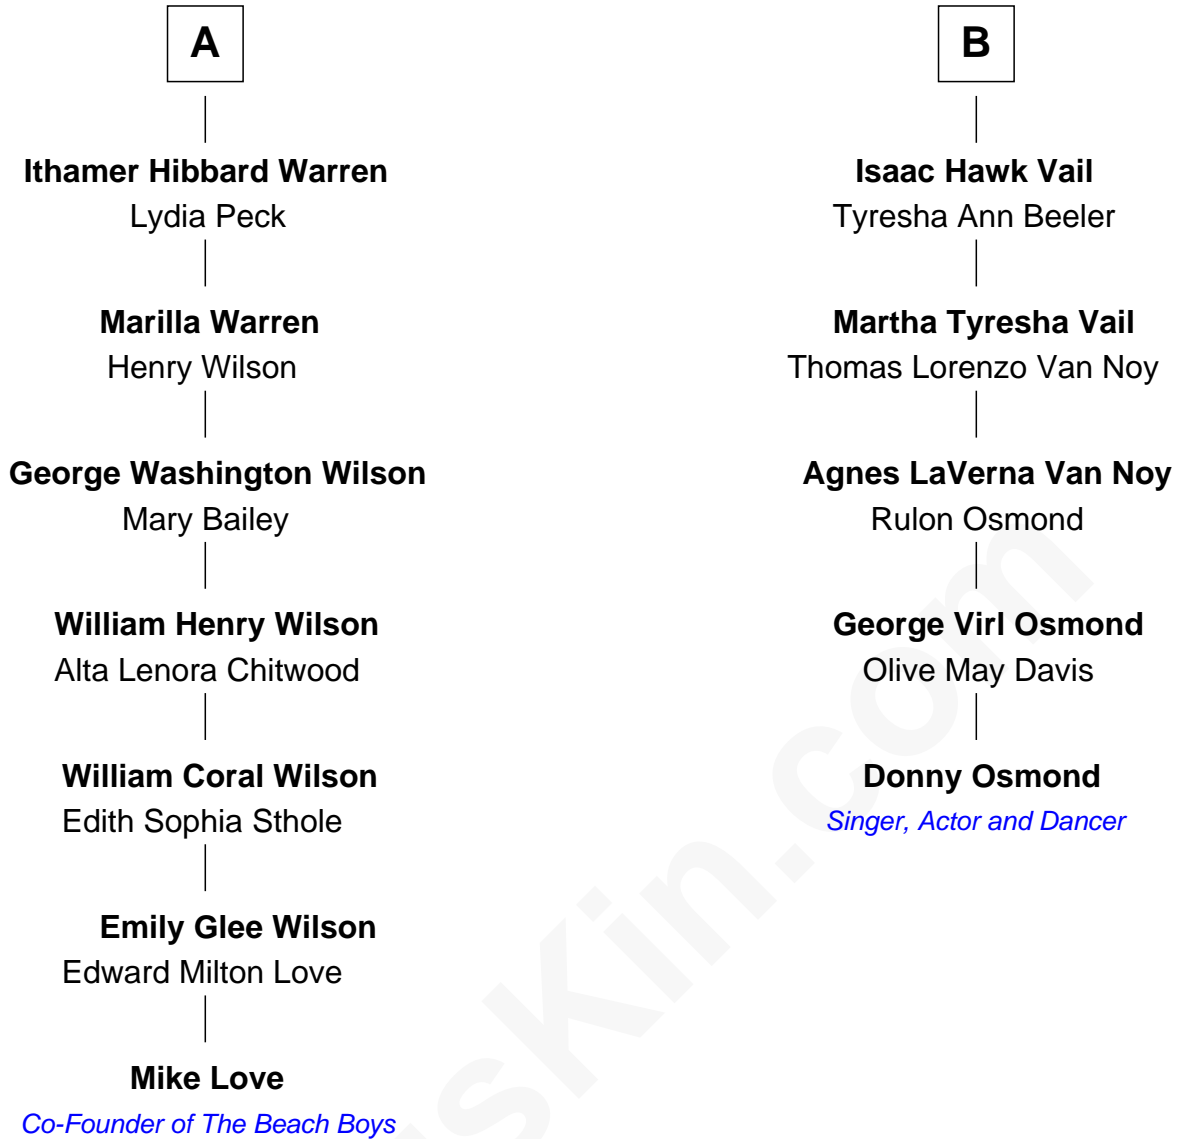 A
Ithamer Hibbard Warren
Lydia Peck
Marilla Warren
Henry Wilson
George Washington Wilson
Mary Bailey
William Henry Wilson
Alta Lenora Chitwood
William Coral Wilson
Edith Sophia Sthole
Emily Glee Wilson
Edward Milton Love
Mike Love
Co-Founder of The Beach Boys
B
Isaac Hawk Vail
Tyresha Ann Beeler
Martha Tyresha Vail
Thomas Lorenzo Van Noy
Agnes LaVerna Van Noy
Rulon Osmond
George Virl Osmond
Olive May Davis
Donny Osmond
Singer, Actor and Dancer